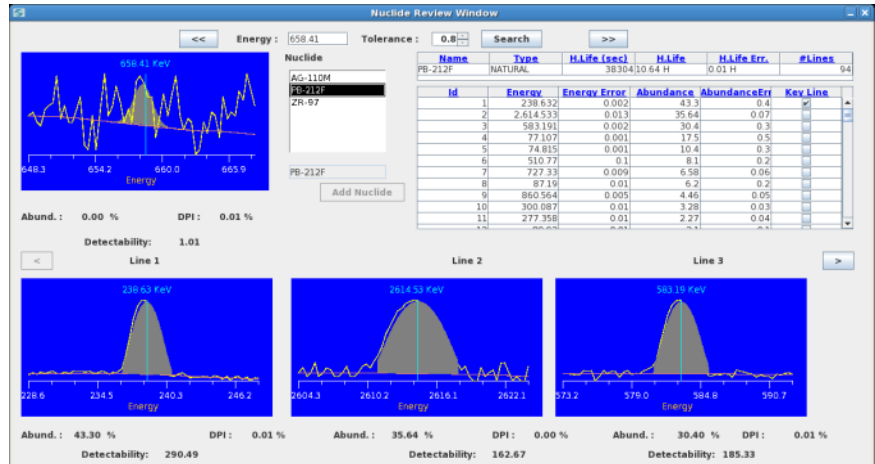 Nuclide Review Window
<< Energy : 658.41 Tolerance : 0.8 Search >>
658.41 KeV
648.3 654.2 660.0 665.9
Energy
Abund. : 0.00 % DPI : 0.01 %
Detectability: 1.01
Nuclide
AG-110M
PB-212F
ZR-97
PB-212F
Add Nuclide
Name Type H.Life (sec) H.Life H.Life Err. #Lines
PB-212F NATURAL 38304 10.64 H 0.01 H 94
Id Energy Energy Error Abundance AbundanceErr Key Line
1 238.632 0.002 43.3 0.4
2 2,614.533 0.013 35.64 0.07
3 583.191 0.002 30.4 0.3
4 77.107 0.001 17.5 0.5
5 74.815 0.001 10.4 0.3
6 510.77 0.1 8.1 0.2
7 727.33 0.009 6.58 0.06
8 87.19 0.01 6.2 0.2
9 860.564 0.005 4.46 0.05
10 300.087 0.01 3.28 0.03
11 277.358 0.01 2.27 0.04
< Line 1 Line 2 Line 3 >
238.63 KeV
228.6 234.5 240.3 246.2
Energy
2614.53 KeV
2604.3 2610.2 2616.1 2622.1
Energy
583.19 KeV
573.2 579.0 584.8 590.7
Energy
Abund. : 43.30 % DPI : 0.01 % Abund. : 35.64 % DPI : 0.00 % Abund. : 30.40 % DPI : 0.01 %
Detectability: 290.49 Detectability: 162.67 Detectability: 185.33